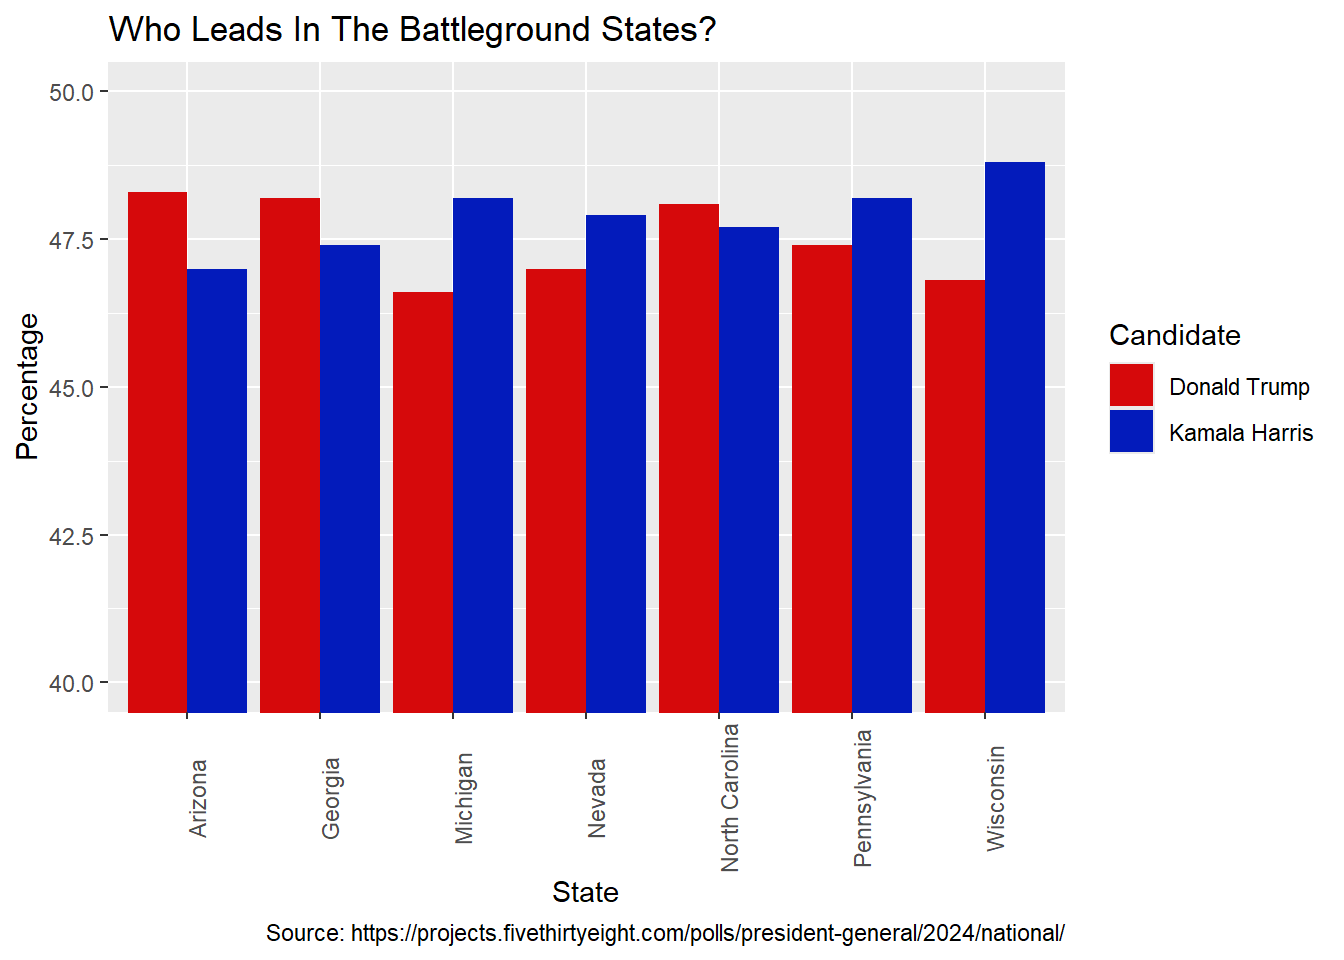 Who Leads In The Battleground States?
50.0
47.5
45.0
42.5
40.0
Percentage
Arizona
Georgia
Michigan
Nevada
North Carolina
Pennsylvania
Wisconsin
State
Candidate
Donald Trump
Kamala Harris
Source: https://projects.fivethirtyeight.com/polls/president-general/2024/national/